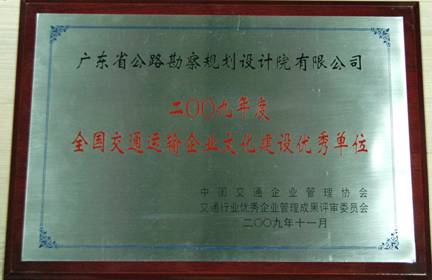 广东省公路勘察规划设计院有限公司
二〇〇九年度
全国交通运输企业文化建设优秀单位
中国交通企业管理协会
交通行业优秀企业管理成果评审委员会
二〇〇九年十一月